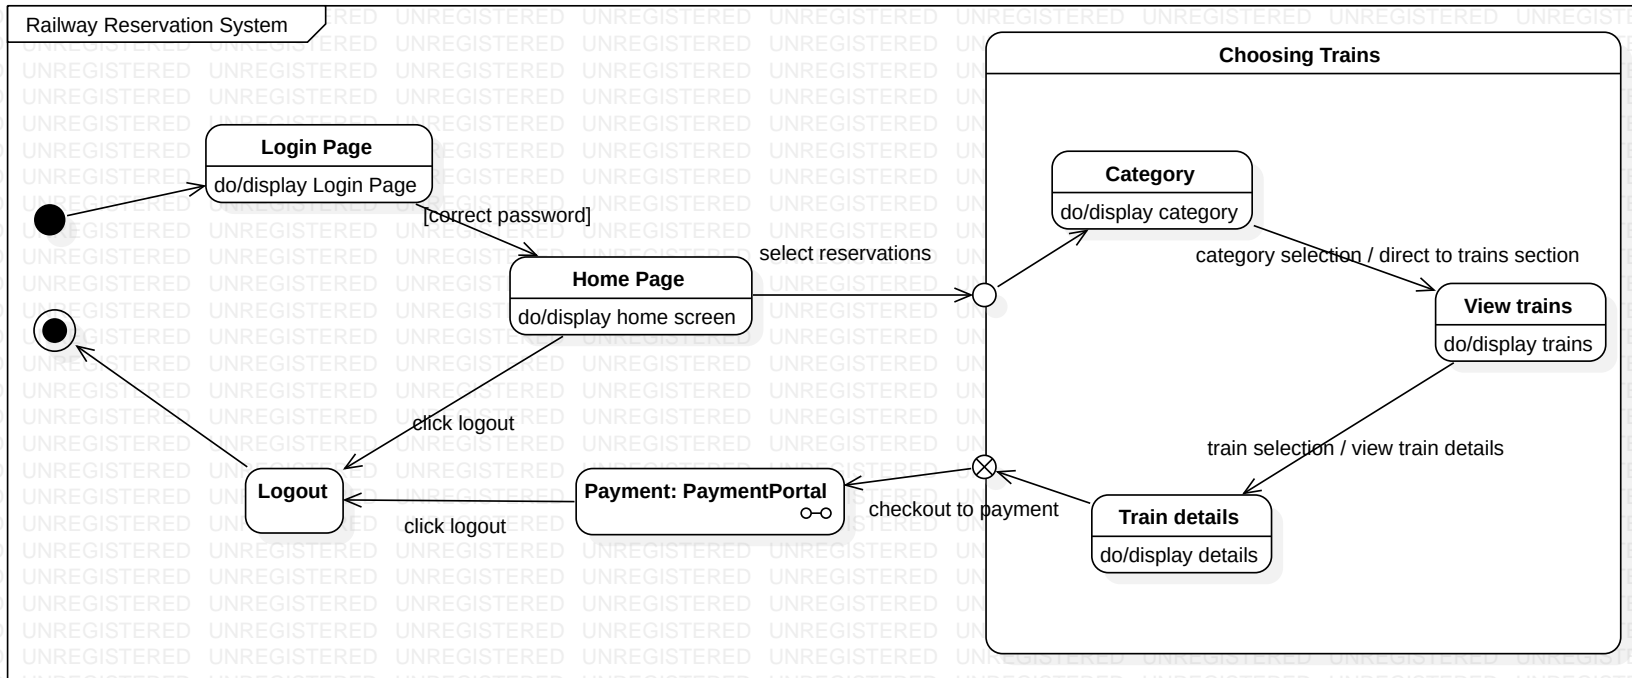 Railway Reservation System
Choosing Trains
Login Page
do/display Login Page
[correct password]
Category
do/display category
select reservations
category selection / direct to trains section
Home Page
do/display home screen
View trains
do/display trains
click logout
train selection / view train details
Logout
Payment: PaymentPortal
checkout to payment
click logout
Train details
do/display details
UNREGISTERED